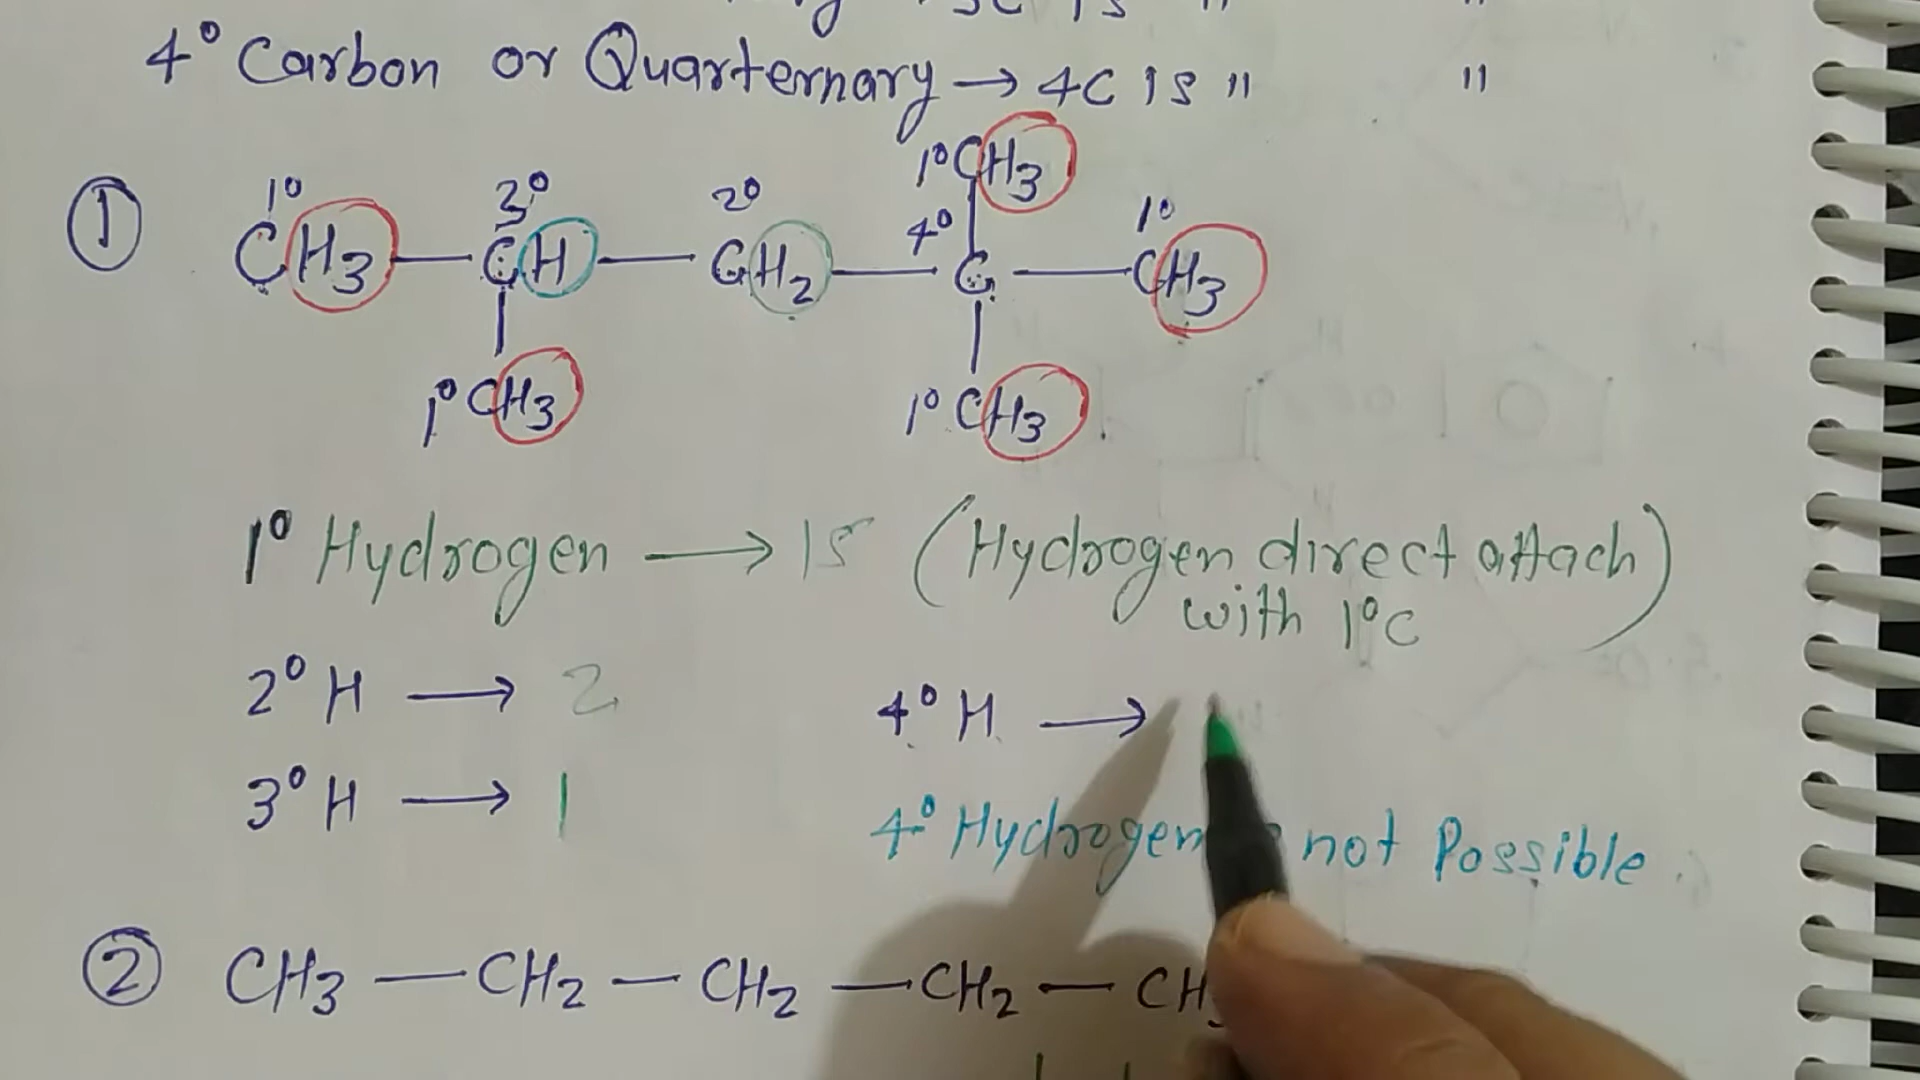 4° Carbon or Quarternary → 4C is " "
1° CH3
① 1° 3° 2° 4° 1°
CH3 — CH — CH2 — C — CH3
1° CH3 1° CH3
1° Hydrogen → 15 (Hydrogen direct attach)
with 1°C
2° H → 2 4° H →
3° H → 1
4° Hydrogen not Possible.
② CH3 — CH2 — CH2 — CH2 — CH3